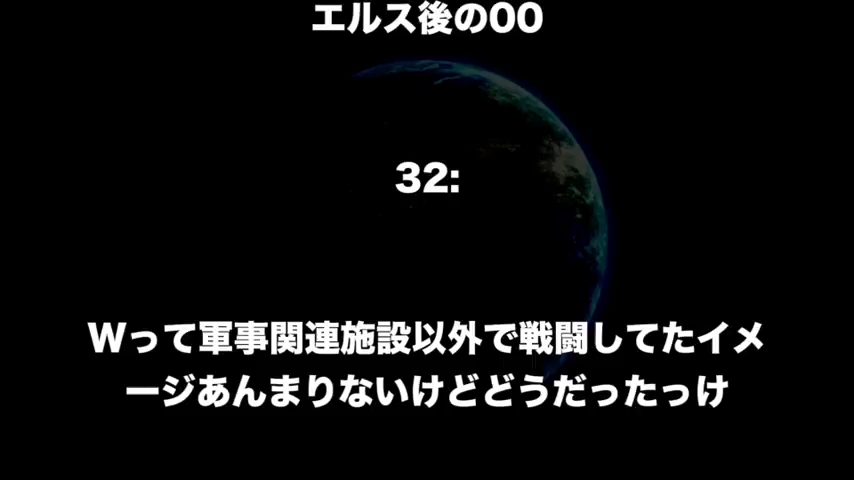 エルス後の00
32:
Wって軍事関連施設以外で戦闘してたイメ
ージあんまりないけどどうだったっけ